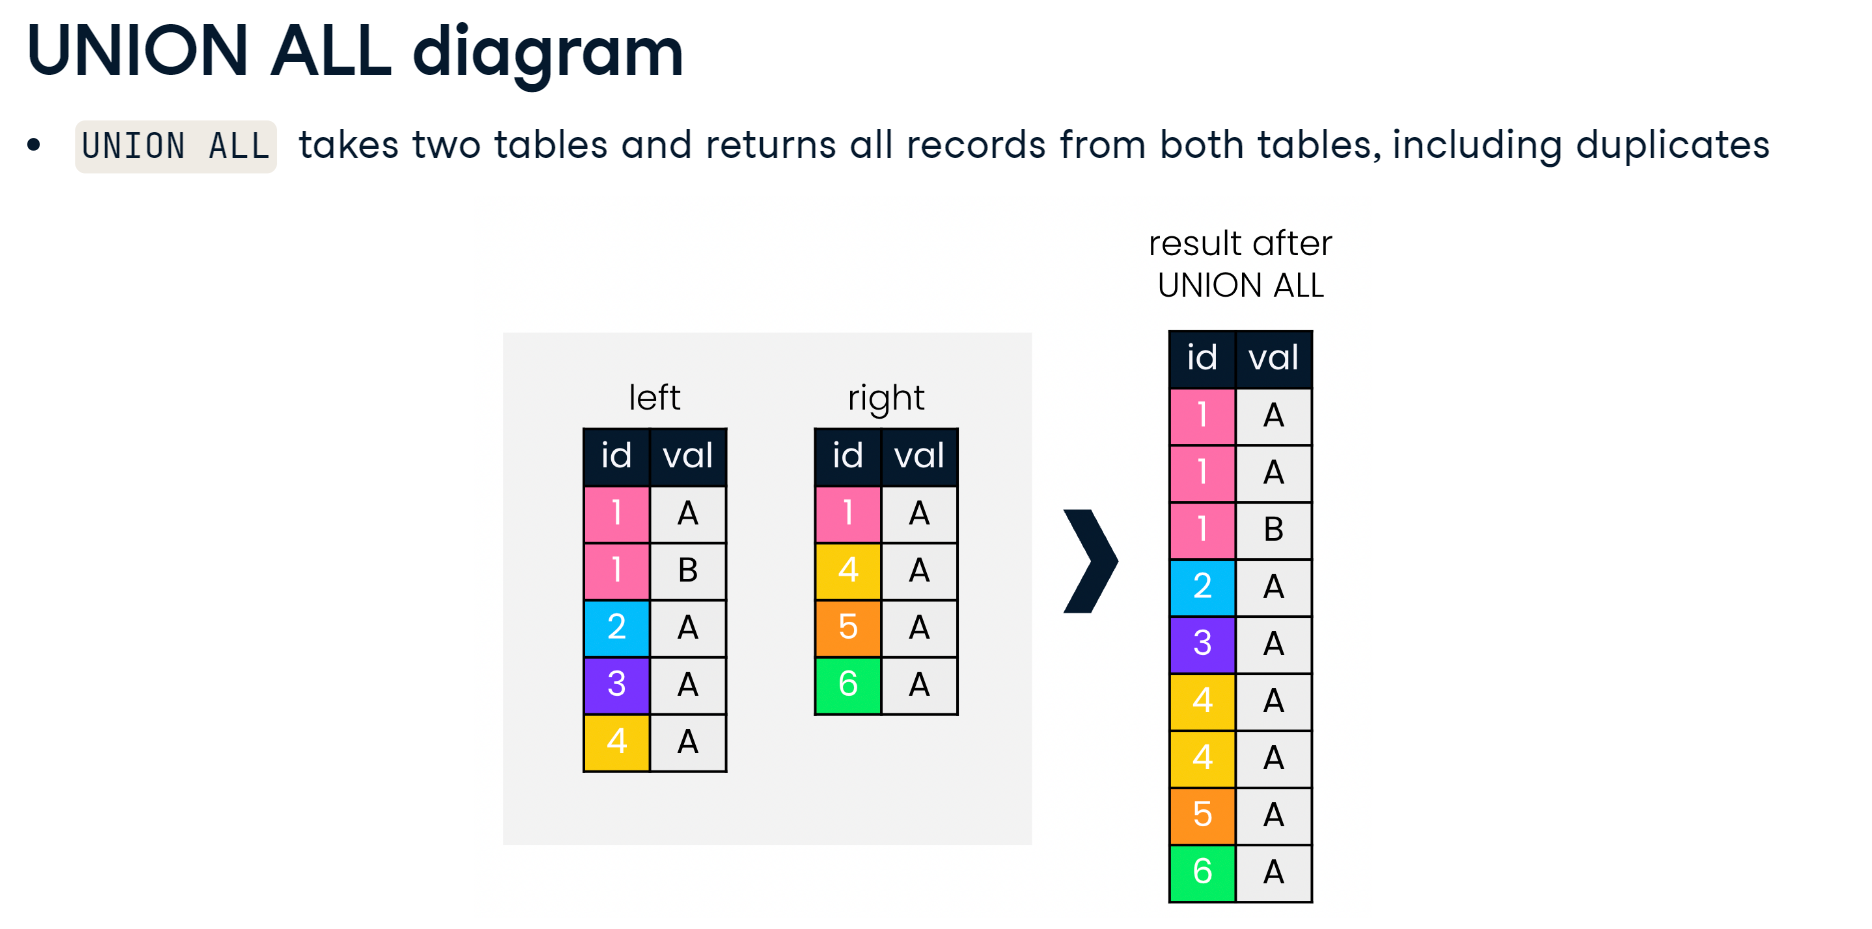 UNION ALL diagram
• UNION ALL takes two tables and returns all records from both tables, including duplicates
left
id val
1 A
1 B
2 A
3 A
4 A
right
id val
1 A
4 A
5 A
6 A
result after
UNION ALL
id val
1 A
1 A
1 B
2 A
3 A
4 A
4 A
5 A
6 A